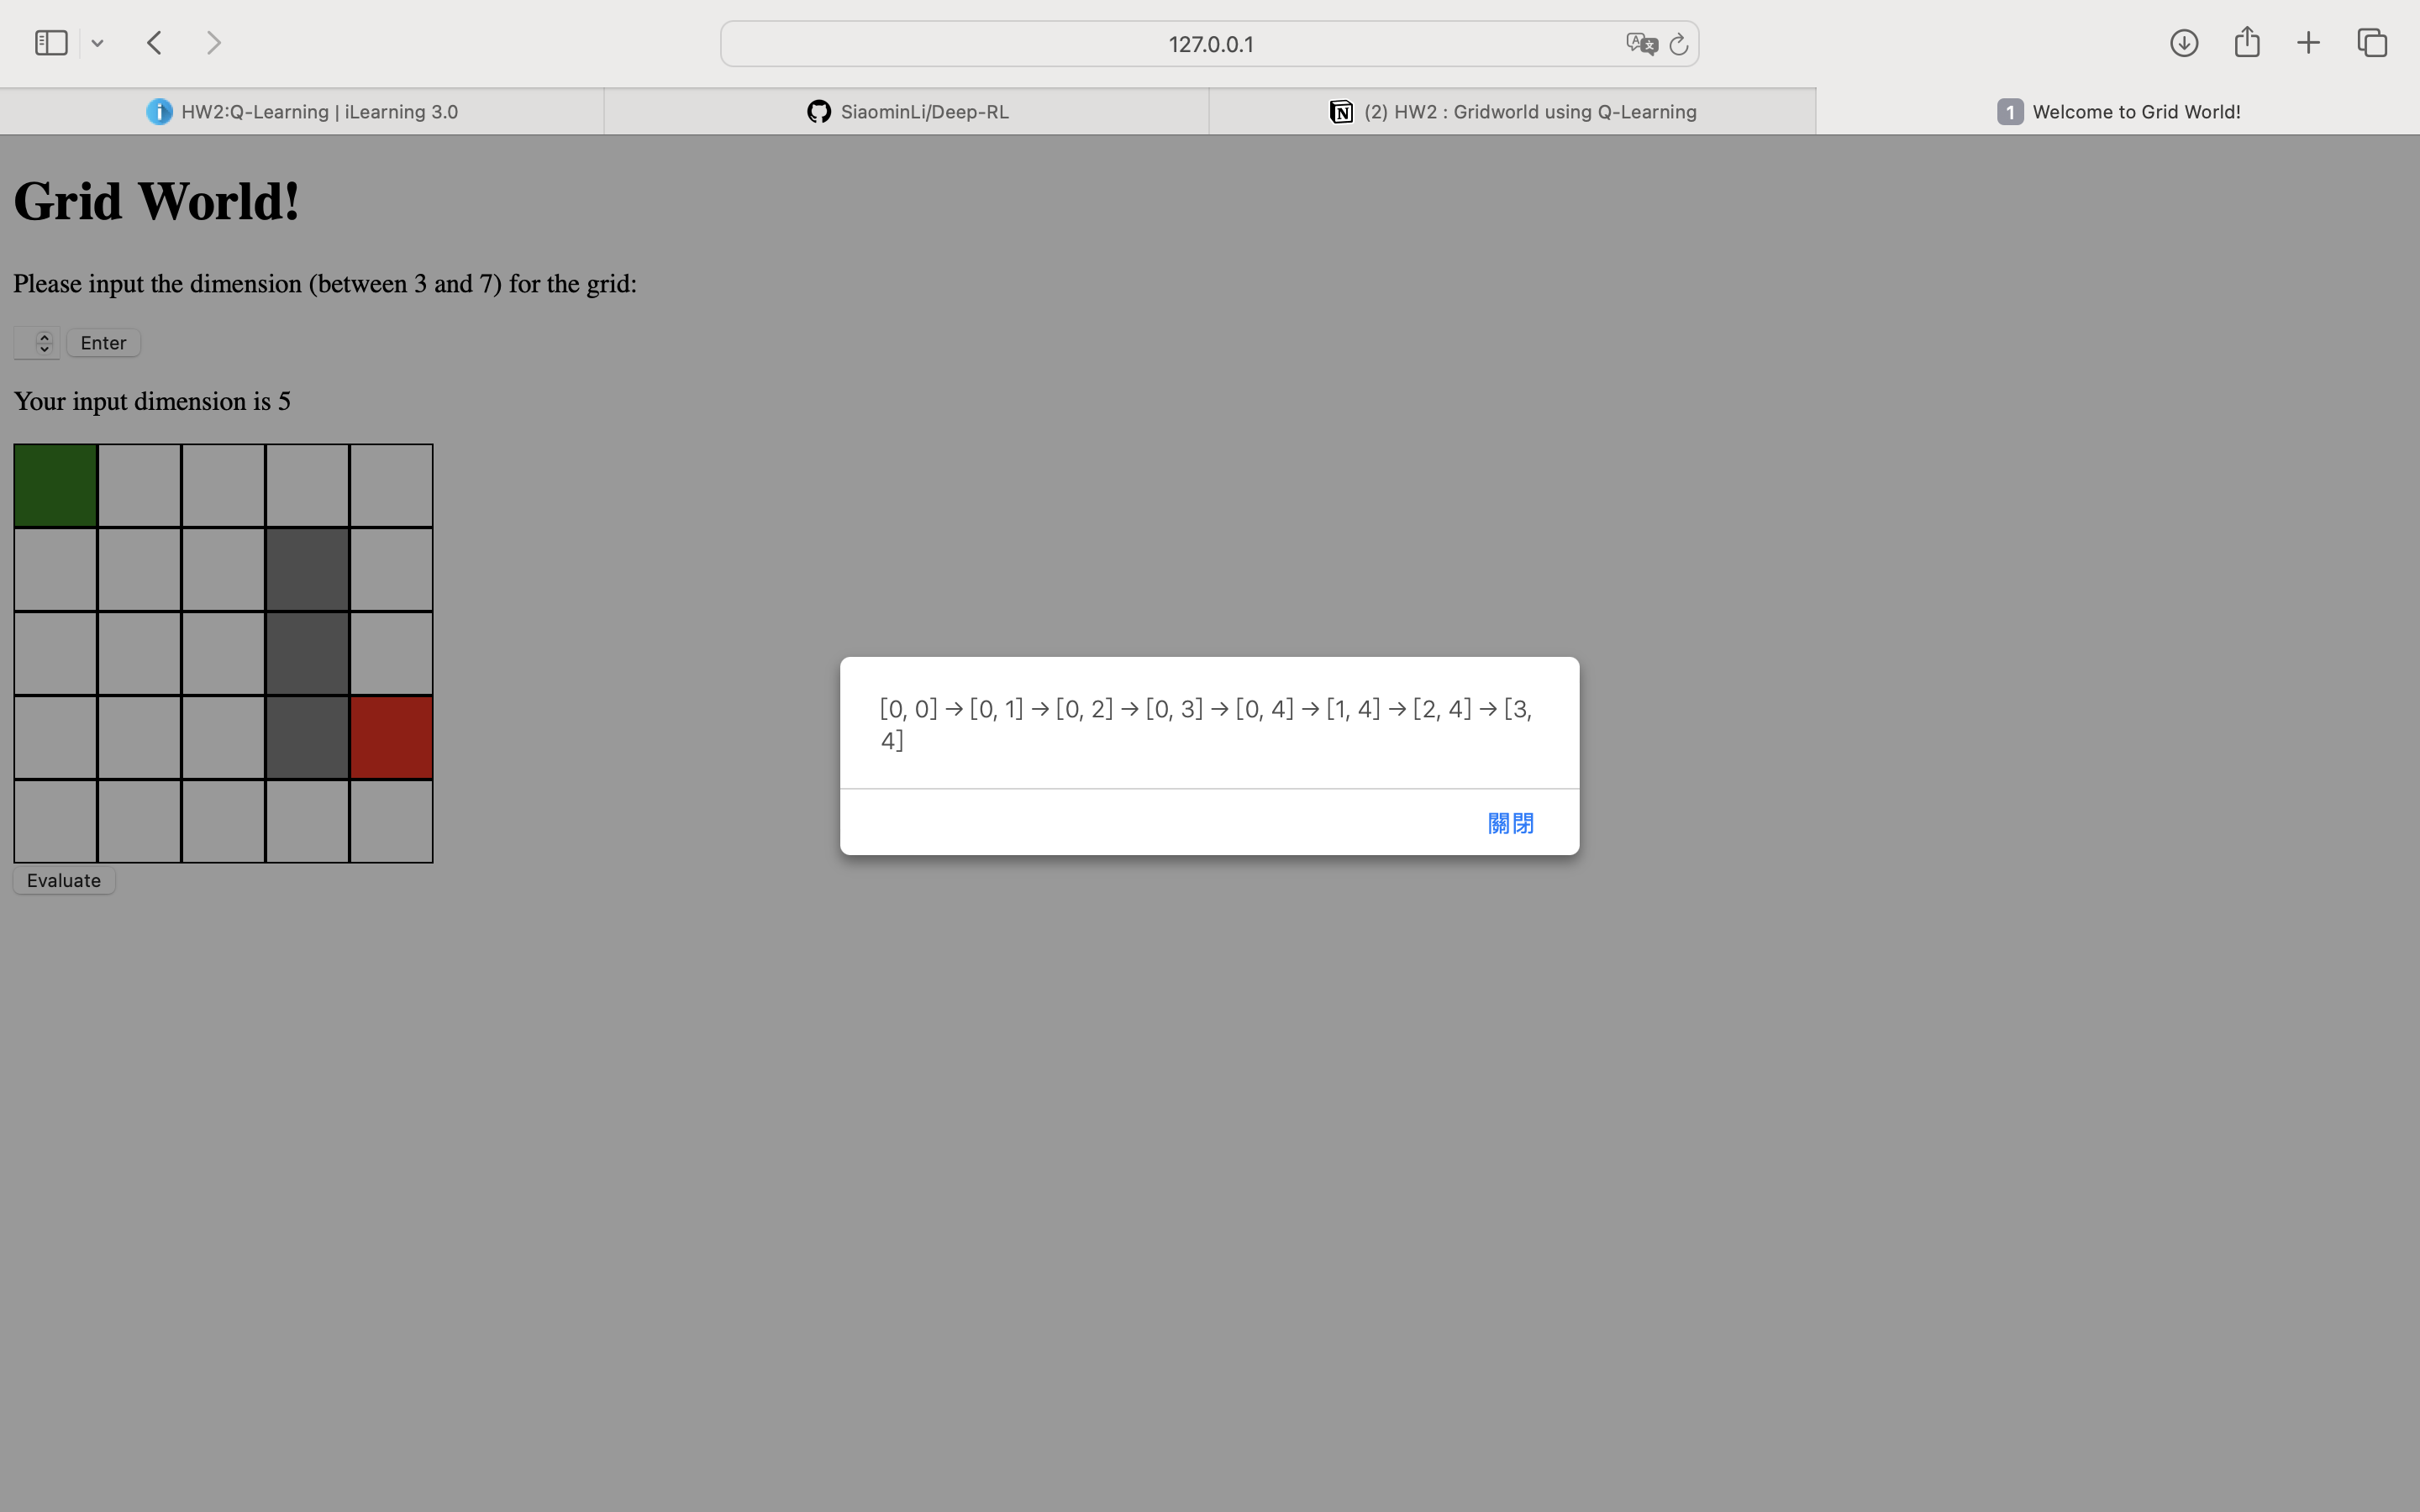 127.0.0.1
HW2:Q-Learning | iLearning 3.0
SiaominLi/Deep-RL
(2) HW2 : Gridworld using Q-Learning
1 Welcome to Grid World!
Grid World!
Please input the dimension (between 3 and 7) for the grid:
Enter
Your input dimension is 5
[0, 0] → [0, 1] → [0, 2] → [0, 3] → [0, 4] → [1, 4] → [2, 4] → [3,
4]
關閉
Evaluate